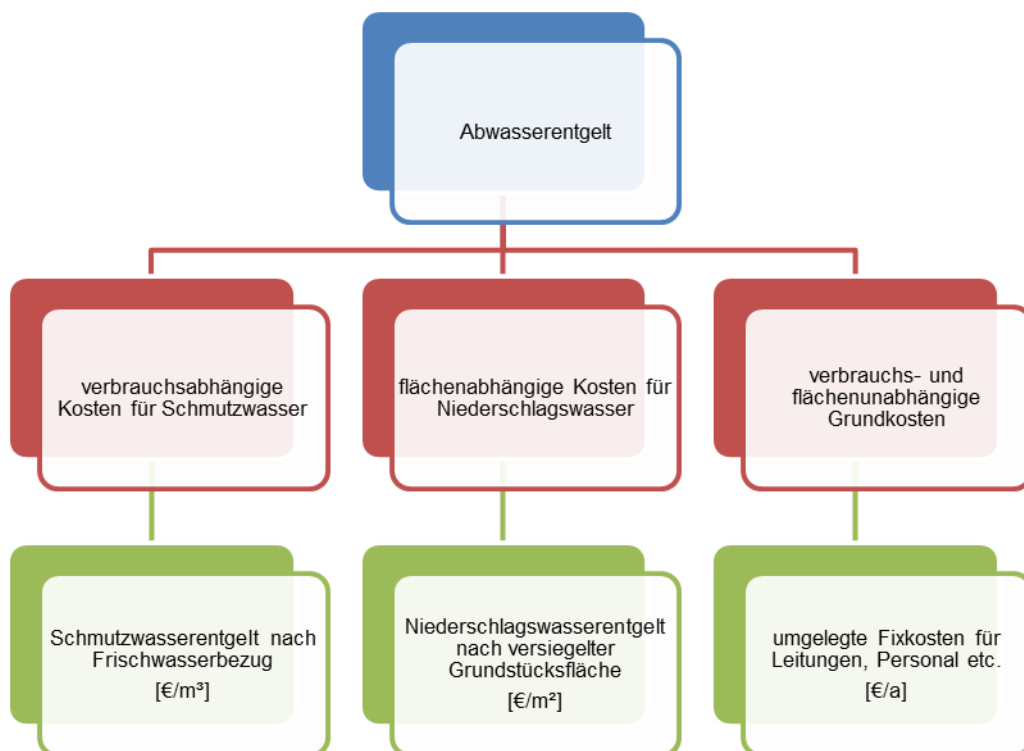 Abwasserentgelt
verbrauchsabhängige
Kosten für Schmutzwasser
flächenabhängige Kosten für
Niederschlagswasser
verbrauchs- und
flächenunabhängige
Grundkosten
Schmutzwasserentgelt nach
Frischwasserbezug
[€/m³]
Niederschlagswasserentgelt
nach versiegelter
Grundstücksfläche
[€/m²]
umgelegte Fixkosten für
Leitungen, Personal etc.
[€/a]